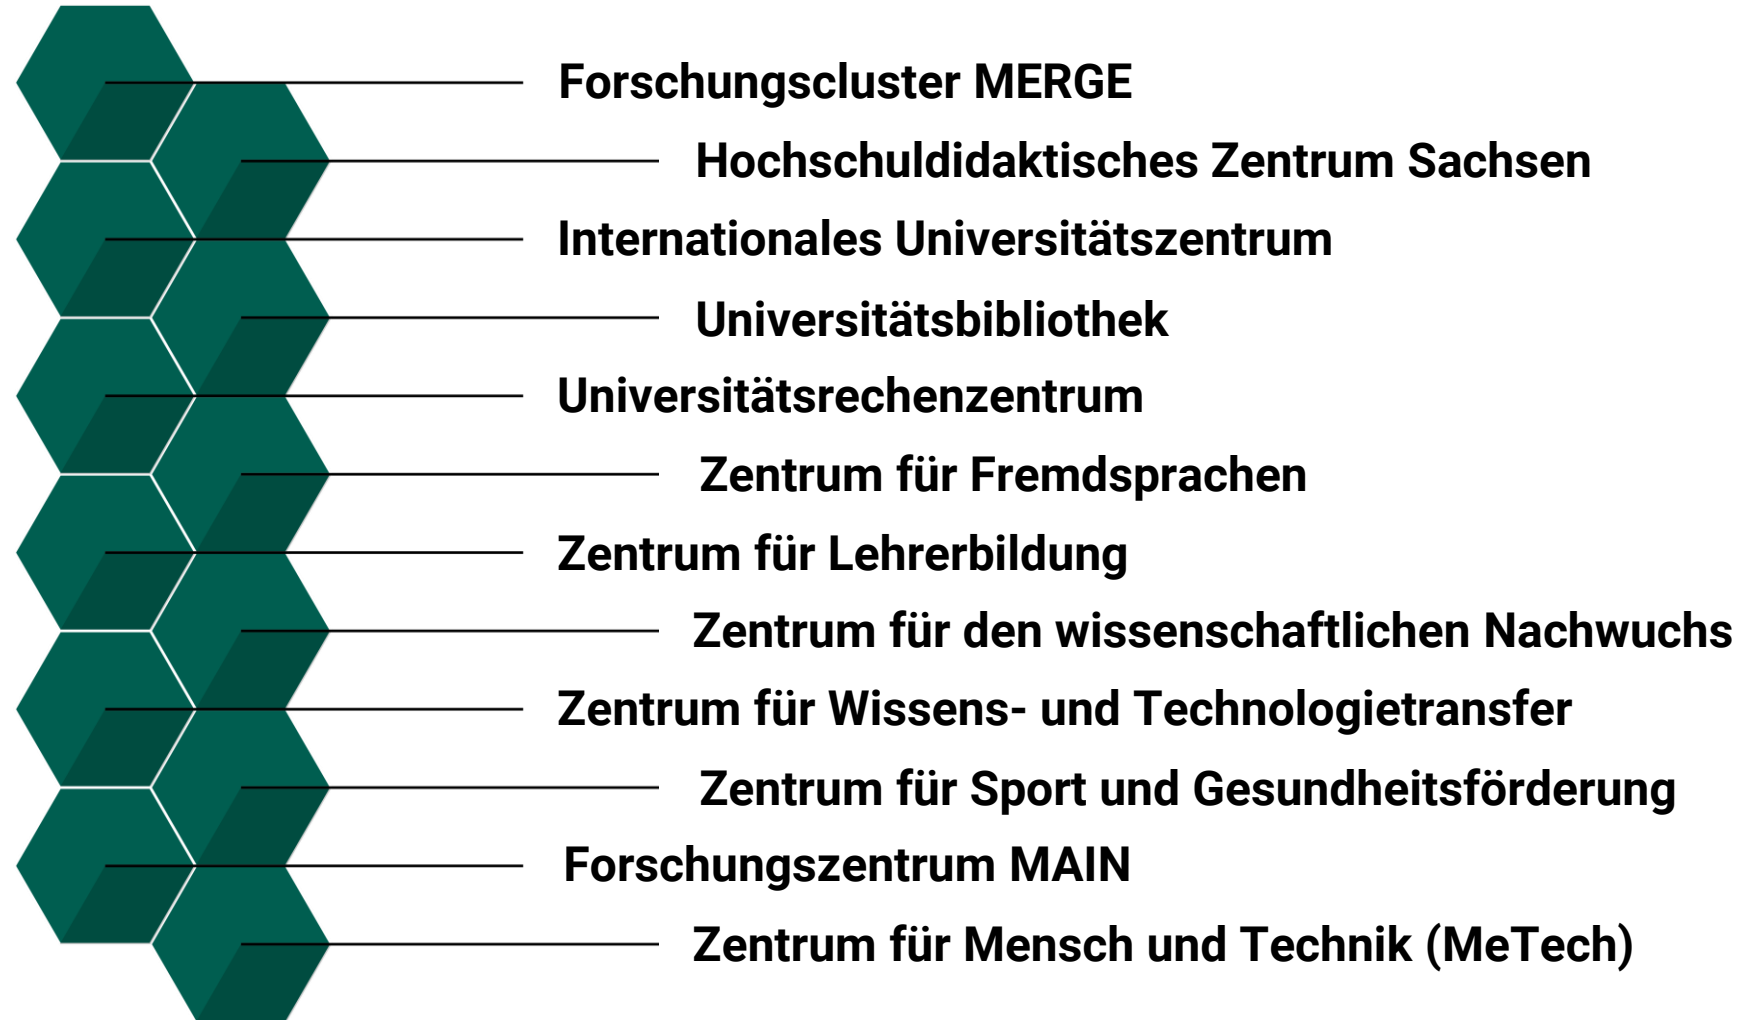 Forschungscluster MERGE
Hochschuldidaktisches Zentrum Sachsen
Internationales Universitätszentrum
Universitätsbibliothek
Universitätsrechenzentrum
Zentrum für Fremdsprachen
Zentrum für Lehrerbildung
Zentrum für den wissenschaftlichen Nachwuchs
Zentrum für Wissens- und Technologietransfer
Zentrum für Sport und Gesundheitsförderung
Forschungszentrum MAIN
Zentrum für Mensch und Technik (MeTech)